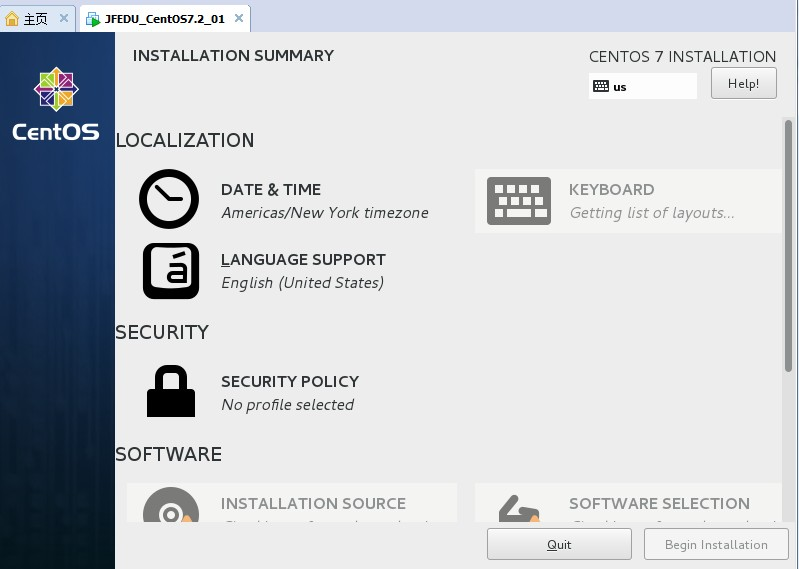 主页
JFEDU_CentOS7.2_01
INSTALLATION SUMMARY
CENTOS 7 INSTALLATION
us
Help!
CentOS
LOCALIZATION
DATE & TIME
Americas/New York timezone
KEYBOARD
Getting list of layouts...
LANGUAGE SUPPORT
English (United States)
SECURITY
SECURITY POLICY
No profile selected
SOFTWARE
INSTALLATION SOURCE
SOFTWARE SELECTION
Quit
Begin Installation